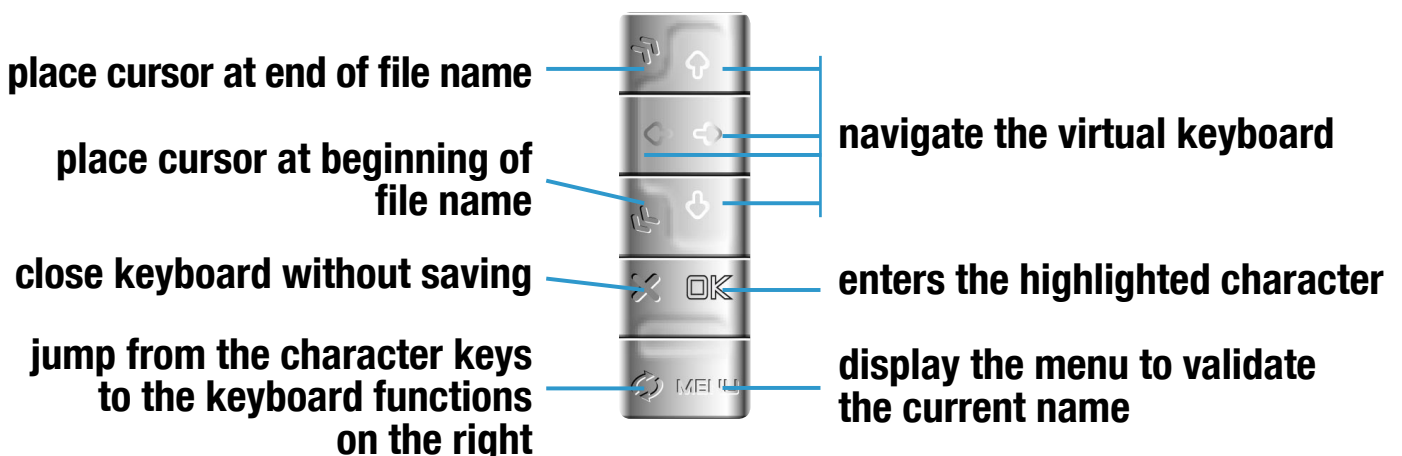 place cursor at end of file name
place cursor at beginning of
file name
close keyboard without saving
jump from the character keys
to the keyboard functions
on the right
OK
MENU
navigate the virtual keyboard
enters the highlighted character
display the menu to validate
the current name